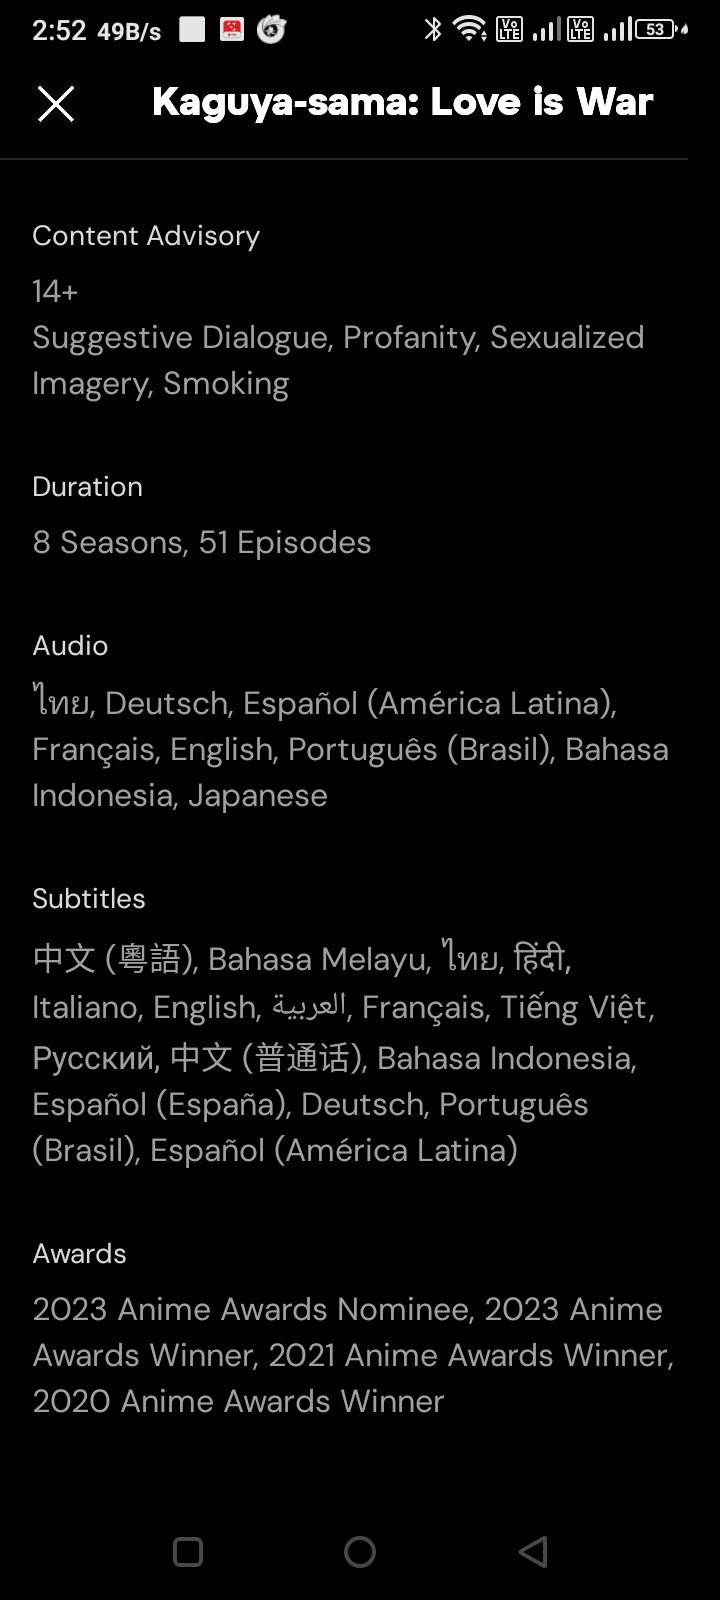 2:52 49B/s Vo LTE Vo LTE 53
Kaguya-sama: Love is War
Content Advisory
14+
Suggestive Dialogue, Profanity, Sexualized
Imagery, Smoking
Duration
8 Seasons, 51 Episodes
Audio
ไทย, Deutsch, Español (América Latina),
Français, English, Português (Brasil), Bahasa
Indonesia, Japanese
Subtitles
中文 (粵語), Bahasa Melayu, ไทย, हिंदी,
Italiano, English, العربية, Français, Tiếng Việt,
Русский, 中文 (普通话), Bahasa Indonesia,
Español (España), Deutsch, Português
(Brasil), Español (América Latina)
Awards
2023 Anime Awards Nominee, 2023 Anime
Awards Winner, 2021 Anime Awards Winner,
2020 Anime Awards Winner